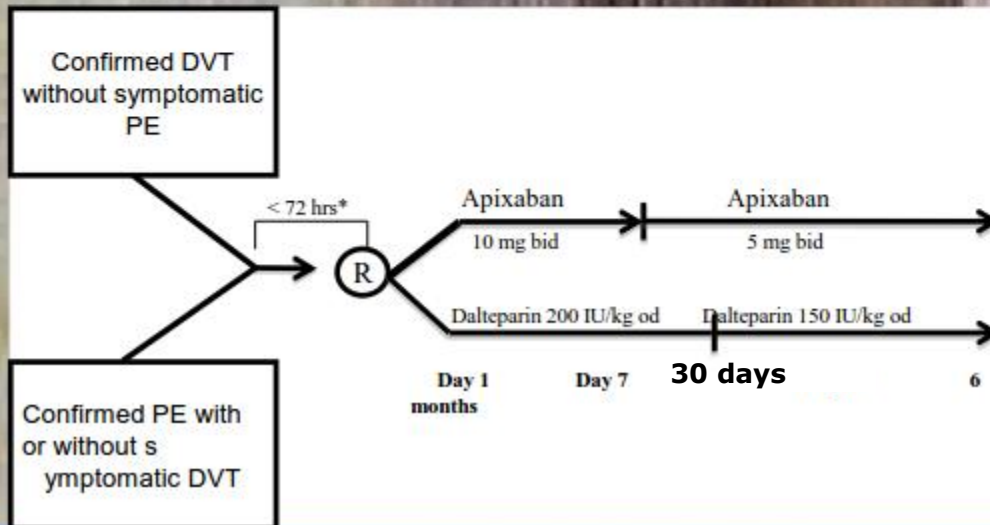 Confirmed DVT
without symptomatic
PE
< 72 hrs*
R
Apixaban
10 mg bid
Apixaban
5 mg bid
Dalteparin 200 IU/kg od
Dalteparin 150 IU/kg od
Day 1
Day 7
30 days
6
months
Confirmed PE with
or without s
ymptomatic DVT